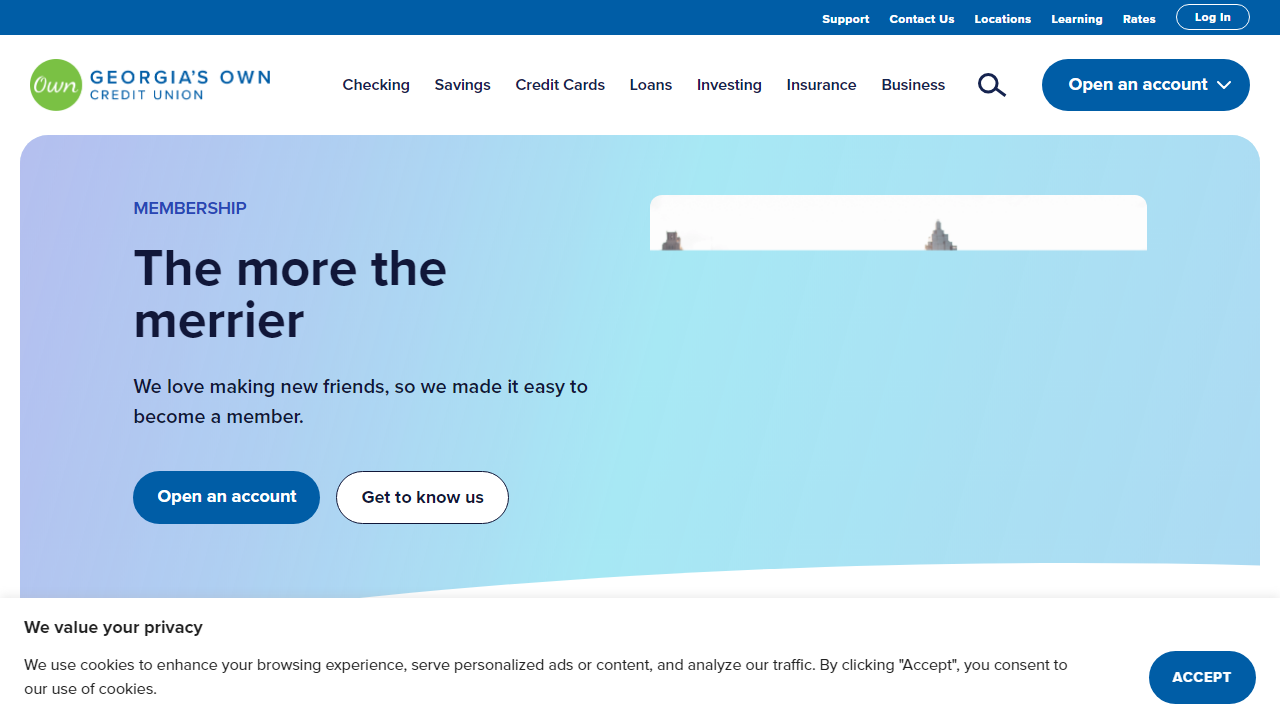 Support Contact Us Locations Learning Rates Log In
Own GEORGIA'S OWN
CREDIT UNION
Checking Savings Credit Cards Loans Investing Insurance Business Open an account
MEMBERSHIP
The more the
merrier
We love making new friends, so we made it easy to
become a member.
Open an account Get to know us
We value your privacy
We use cookies to enhance your browsing experience, serve personalized ads or content, and analyze our traffic. By clicking "Accept", you consent to
our use of cookies.
ACCEPT